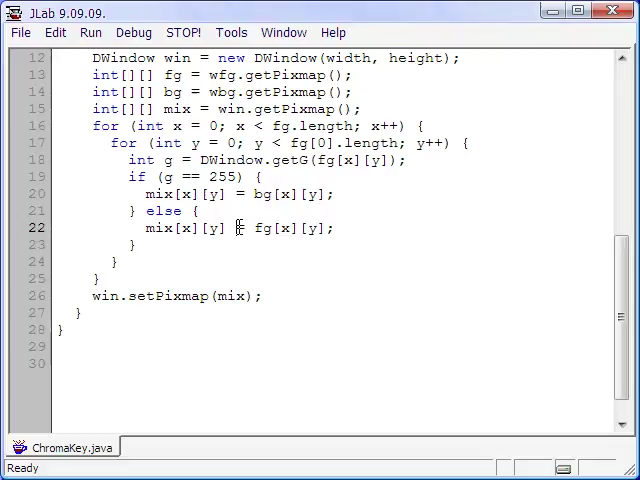 JLab 9.09.09.
File Edit Run Debug STOP! Tools Window Help
12 DWindow win = new DWindow(width, height);
13 int[][] fg = wfg.getPixmap();
14 int[][] bg = wbg.getPixmap();
15 int[][] mix = win.getPixmap();
16 for (int x = 0; x < fg.length; x++) {
17 for (int y = 0; y < fg[0].length; y++) {
18 int g = DWindow.getG(fg[x][y]);
19 if (g == 255) {
20 mix[x][y] = bg[x][y];
21 } else {
22 mix[x][y] = fg[x][y];
23 }
24 }
25 }
26 win.setPixmap(mix);
27 }
28 }
29
30
ChromaKey.java
Ready